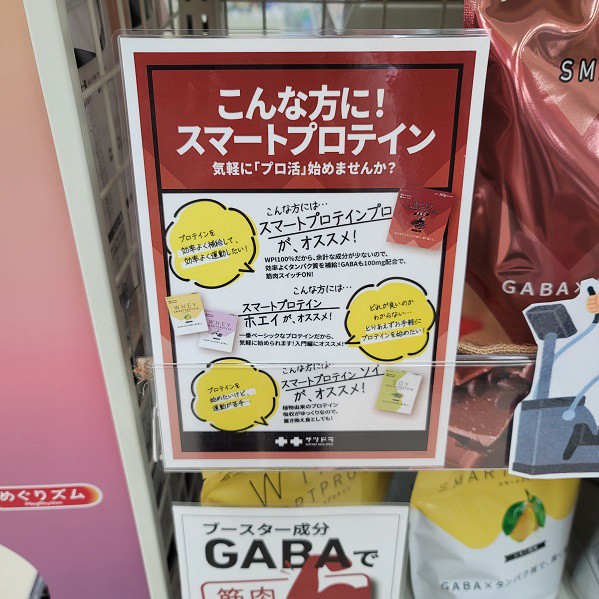 こんな方に！
スマートプロテイン
気軽に「プロ活」始めませんか？
プロテインを
効率よく補給して、
効率よく運動したい！
こんな方には…
スマートプロテインプロ
が、オススメ！
WPI100%だから、余計な成分が少ないので、
効率よくタンパク質を補給！GABAも100mg配合で、
筋肉スイッチON！
こんな方には…
スマートプロテイン
ホエイが、オススメ！
一番ベーシックなプロテインだから、
気軽に始められます！入門編にオススメ！
どれが良いのか
わからない…
とりあえずお手軽に
プロテインを始めたい！
WHEY
WHEY
プロテインを
始めたいけど、
運動が苦手…
こんな方には…
スマートプロテイン ソイ
が、オススメ！
植物由来のプロテイン
吸収がゆっくりなので、
置き換え食としても！
SOY
サツドラ
めぐりズム
MegRhythm
ブースター成分
GABAで
筋肉
SM
GABA×
GABA×タンパク質で、